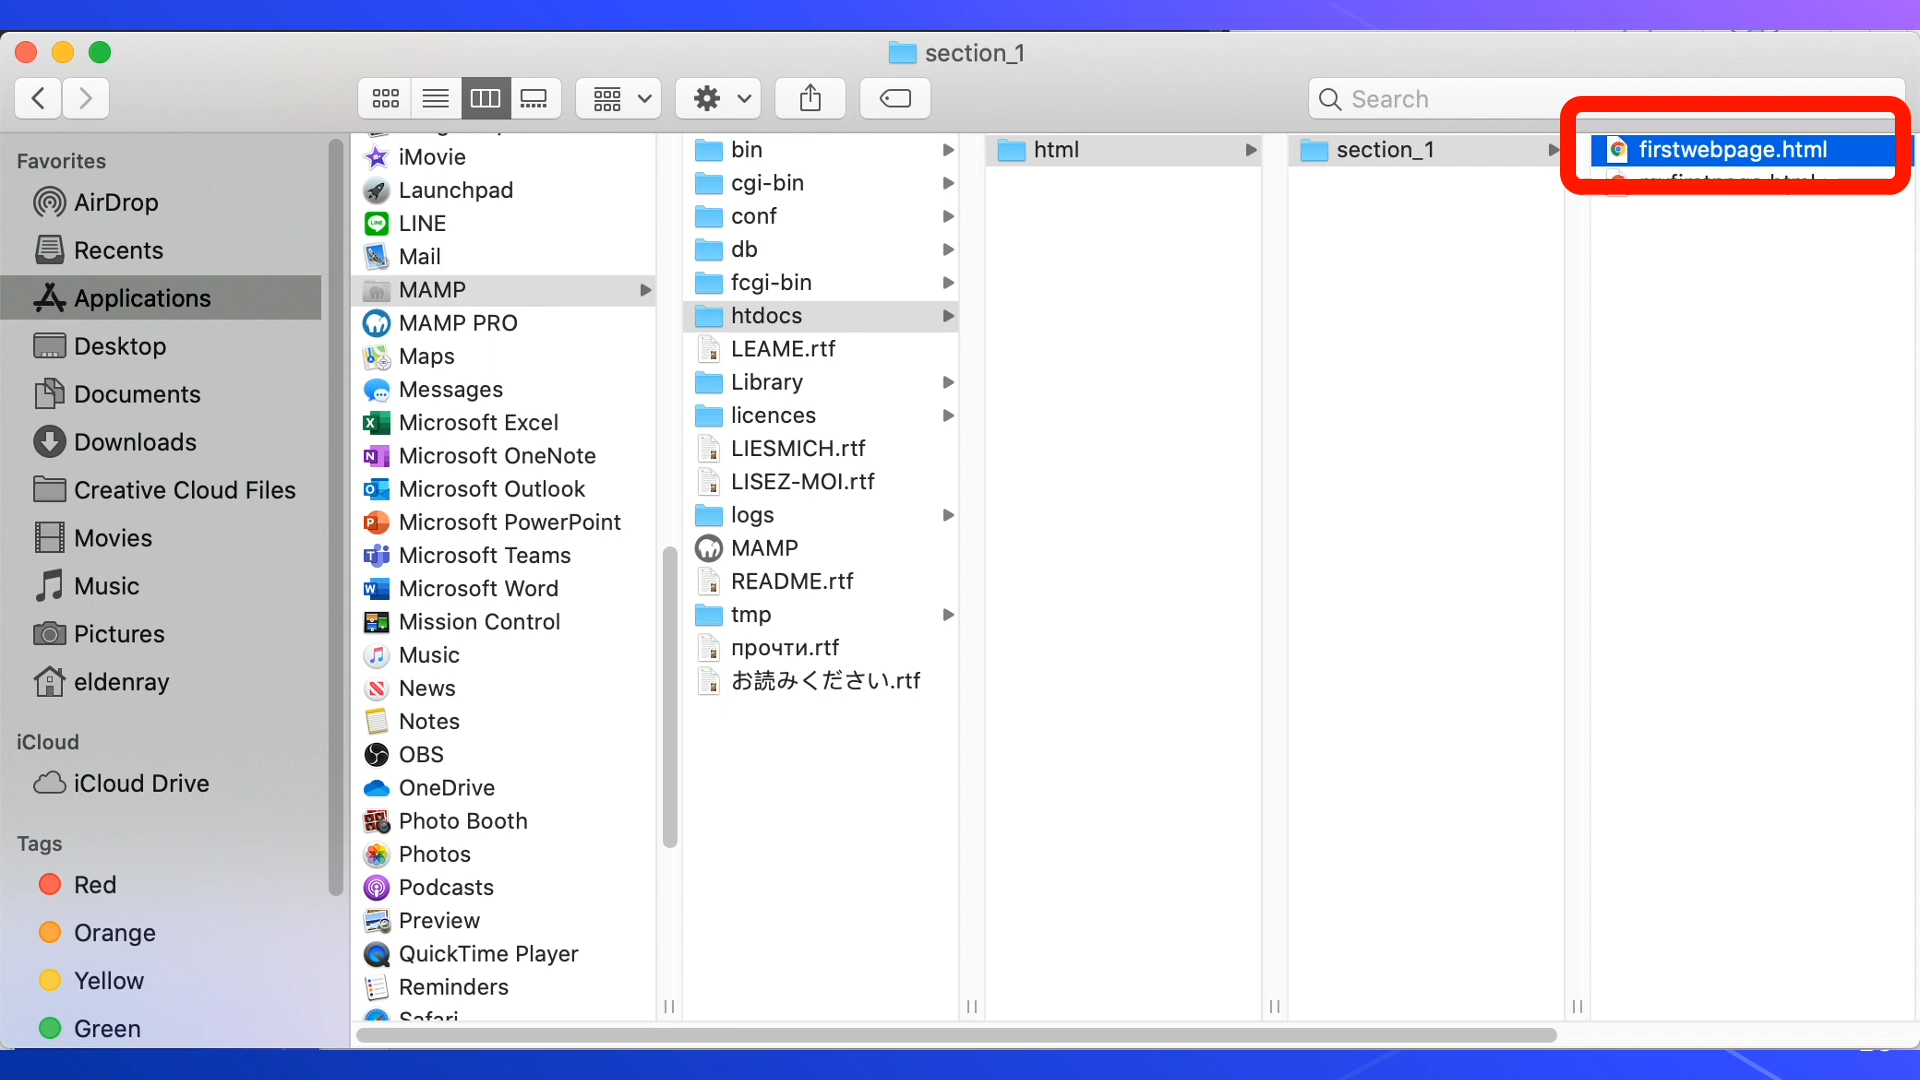 section_1
Search
Favorites
AirDrop
Recents
Applications
Desktop
Documents
Downloads
Creative Cloud Files
Movies
Music
Pictures
eldenray
iCloud
iCloud Drive
Tags
Red
Orange
Yellow
Green
iMovie
Launchpad
LINE
Mail
MAMP
MAMP PRO
Maps
Messages
Microsoft Excel
Microsoft OneNote
Microsoft Outlook
Microsoft PowerPoint
Microsoft Teams
Microsoft Word
Mission Control
Music
News
Notes
OBS
OneDrive
Photo Booth
Photos
Podcasts
Preview
QuickTime Player
Reminders
Safari
bin
cgi-bin
conf
db
fcgi-bin
htdocs
LEAME.rtf
Library
licences
LIESMICH.rtf
LISEZ-MOI.rtf
logs
MAMP
README.rtf
tmp
прочти.rtf
お読みください.rtf
html
section_1
firstwebpage.html